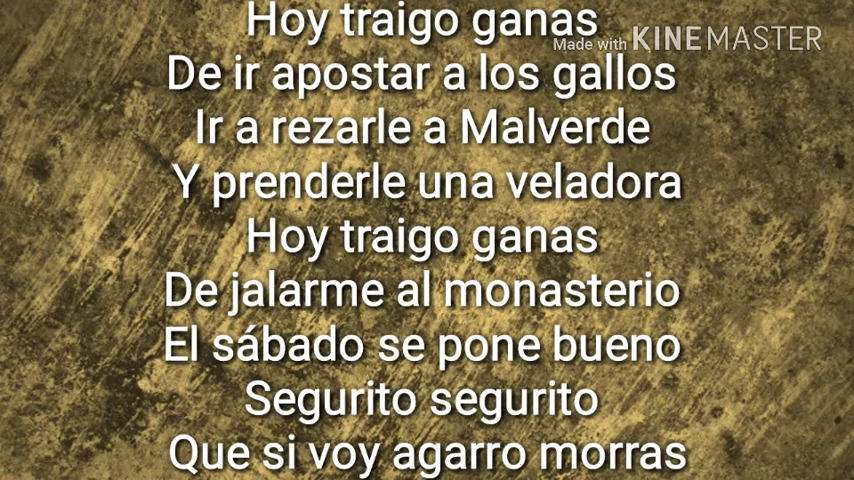 Hoy traigo ganas
Made with KINEMASTER
De ir apostar a los gallos
Ir a rezarle a Malverde
Y prenderle una veladora
Hoy traigo ganas
De jalarme al monasterio
El sábado se pone bueno
Segurito segurito
Que si voy agarro morras